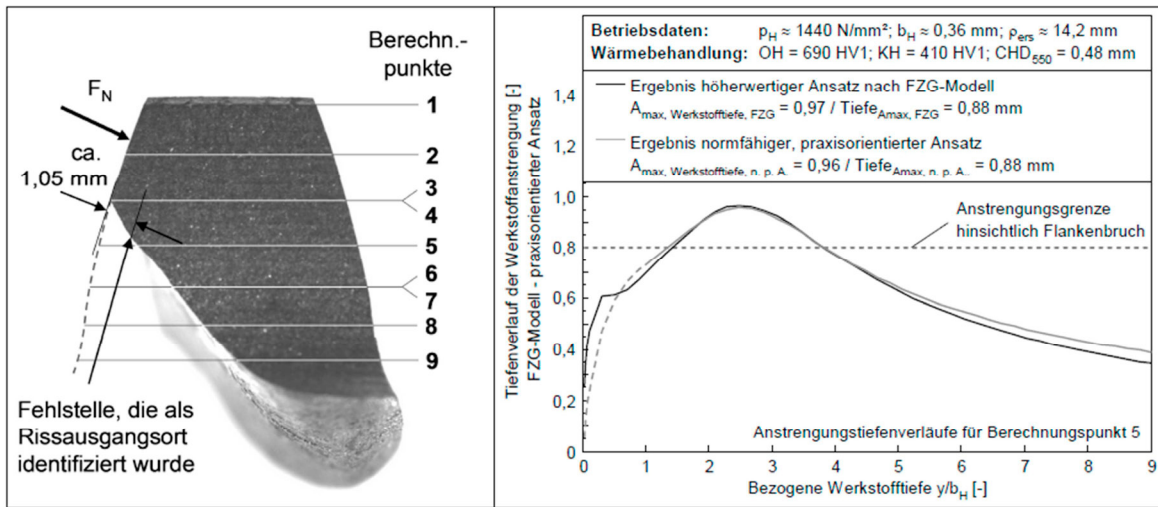 Berechn.-
punkte
F_N
1
ca.
1,05 mm
2
3
4
5
6
7
8
9
Fehlstelle, die als
Rissausgangsort
identifiziert wurde
Betriebsdaten: p_H ≈ 1440 N/mm²; b_H ≈ 0,36 mm; ρ_ers ≈ 14,2 mm
Wärmebehandlung: OH = 690 HV1; KH = 410 HV1; CHD_550 = 0,48 mm
Ergebnis höherwertiger Ansatz nach FZG-Modell
A_max, Werkstofftiefe, FZG = 0,97 / Tiefe_Amax, FZG = 0,88 mm
Ergebnis normfähiger, praxisorientierter Ansatz
A_max, Werkstofftiefe, n. p. A. = 0,96 / Tiefe_Amax, n. p. A.. = 0,88 mm
Tiefenverlauf der Werkstoffanstrengung [-]
FZG-Modell - praxisorientierter Ansatz
1,4
1,2
1,0
0,8
0,6
0,4
0,2
0
Anstrengungsgrenze
hinsichtlich Flankenbruch
Anstrengungstiefenverläufe für Berechnungspunkt 5
0 1 2 3 4 5 6 7 8 9
Bezogene Werkstofftiefe y/b_H [-]